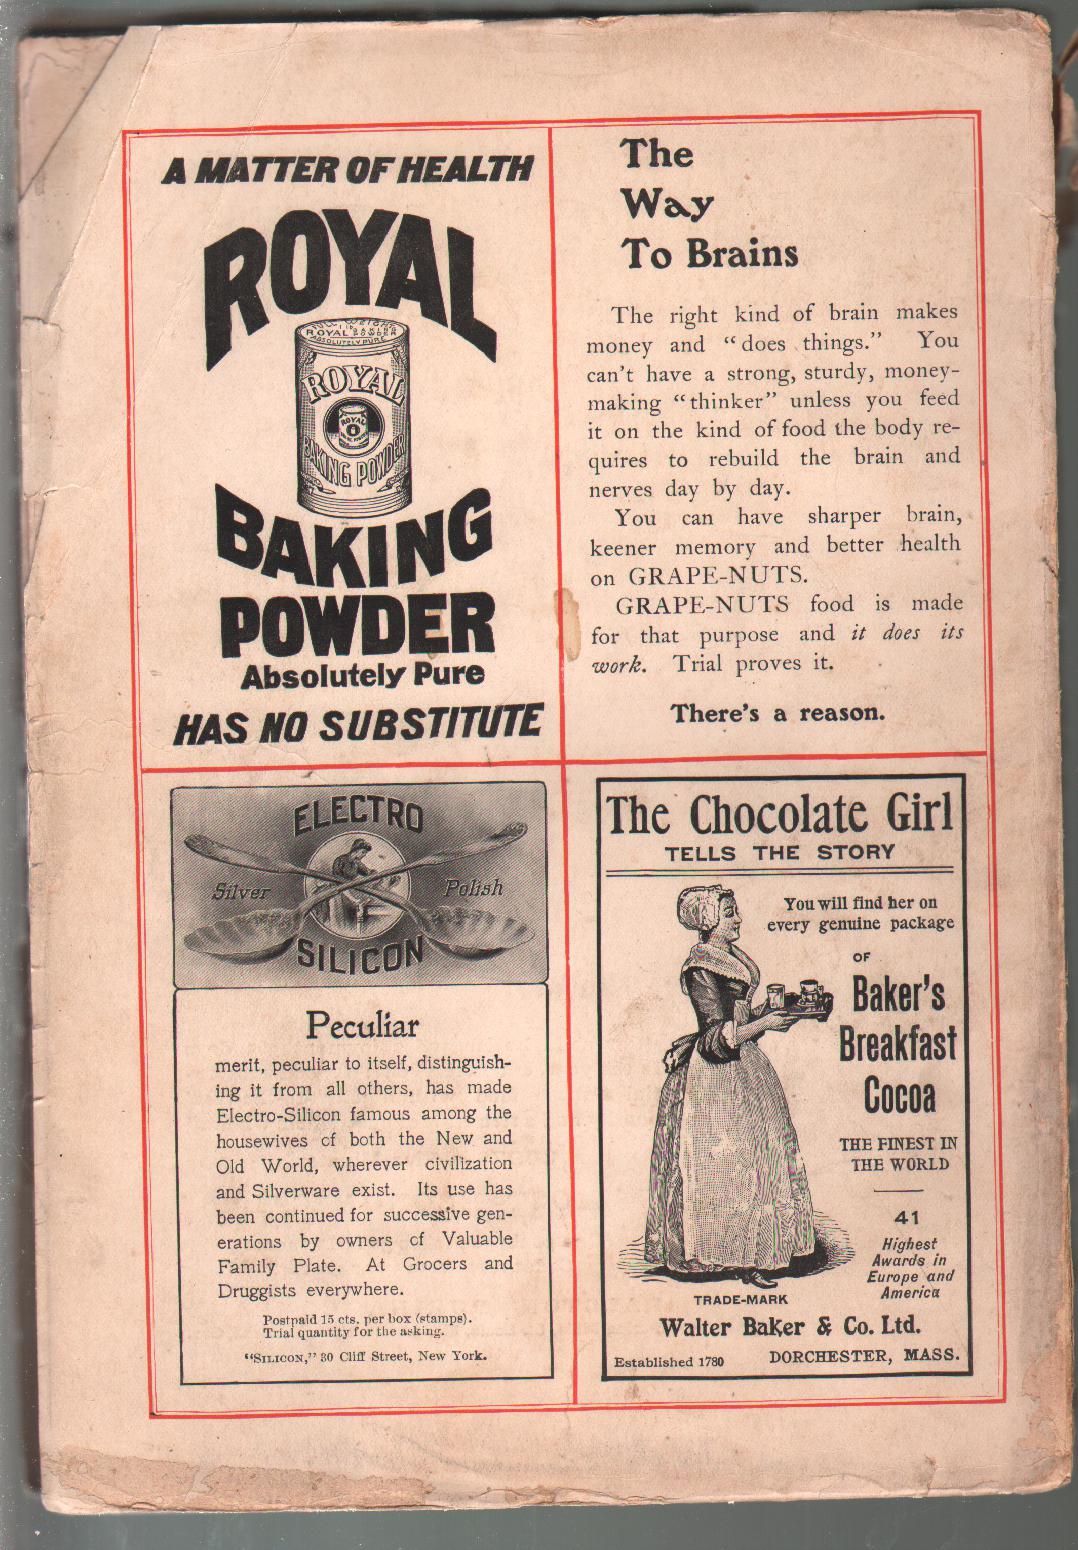 A MATTER OF HEALTH
ROYAL
FULL WEIGHT
ROYAL POWDER
ABSOLUTELY PURE
ROYAL
ROYAL
BAKING POWDER
BAKING
POWDER
Absolutely Pure
HAS NO SUBSTITUTE
The
Way
To Brains
The right kind of brain makes
money and “does things.” You
can't have a strong, sturdy, money-
making “thinker” unless you feed
it on the kind of food the body re-
quires to rebuild the brain and
nerves day by day.
You can have sharper brain,
keener memory and better health
on GRAPE-NUTS.
GRAPE-NUTS food is made
for that purpose and it does its
work. Trial proves it.
There's a reason.
ELECTRO
Silver Polish
SILICON
Peculiar
merit, peculiar to itself, distinguish-
ing it from all others, has made
Electro-Silicon famous among the
housewives of both the New and
Old World, wherever civilization
and Silverware exist. Its use has
been continued for successive gen-
erations by owners of Valuable
Family Plate. At Grocers and
Druggists everywhere.
Postpaid 15 cts. per box (stamps).
Trial quantity for the asking.
“SILICON,” 30 Cliff Street, New York.
The Chocolate Girl
TELLS THE STORY
You will find her on
every genuine package
OF
Baker's
Breakfast
Cocoa
THE FINEST IN
THE WORLD
41
Highest
Awards in
Europe and
America
TRADE-MARK
Walter Baker & Co. Ltd.
Established 1780 DORCHESTER, MASS.